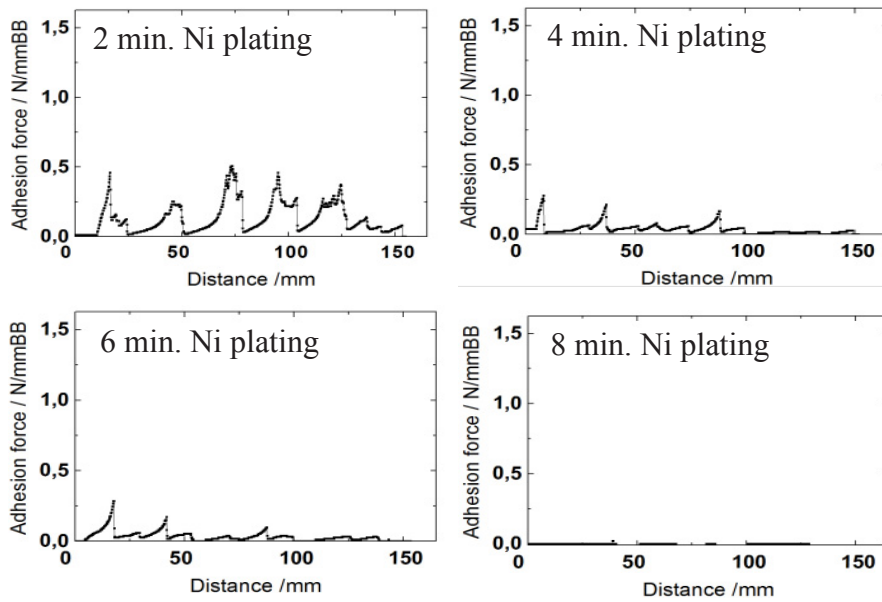 2 min. Ni plating
Adhesion force / N/mmBB
1,5
1,0
0,5
0,0
0
50
100
150
Distance /mm
4 min. Ni plating
Adhesion force / N/mmBB
1,5
1,0
0,5
0,0
0
50
100
150
Distance /mm
6 min. Ni plating
Adhesion force / N/mmBB
1,5
1,0
0,5
0,0
0
50
100
150
Distance /mm
8 min. Ni plating
Adhesion force / N/mmBB
1,5
1,0
0,5
0,0
0
50
100
150
Distance /mm